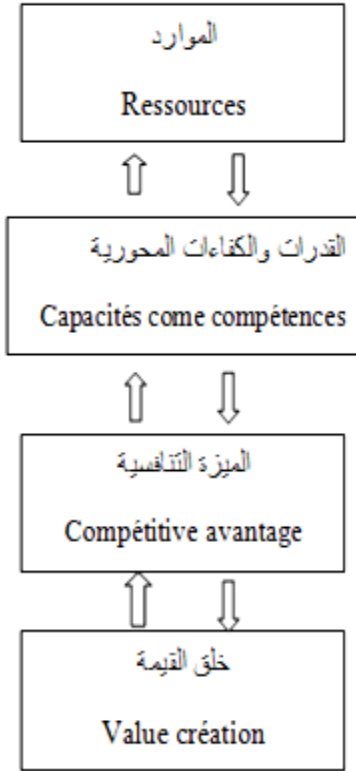 الموارد
Ressources
القدرات والكفاءات المحورية
Capacités come compétences
الميزة التنافسية
Compétitive avantage
خلق القيمة
Value création